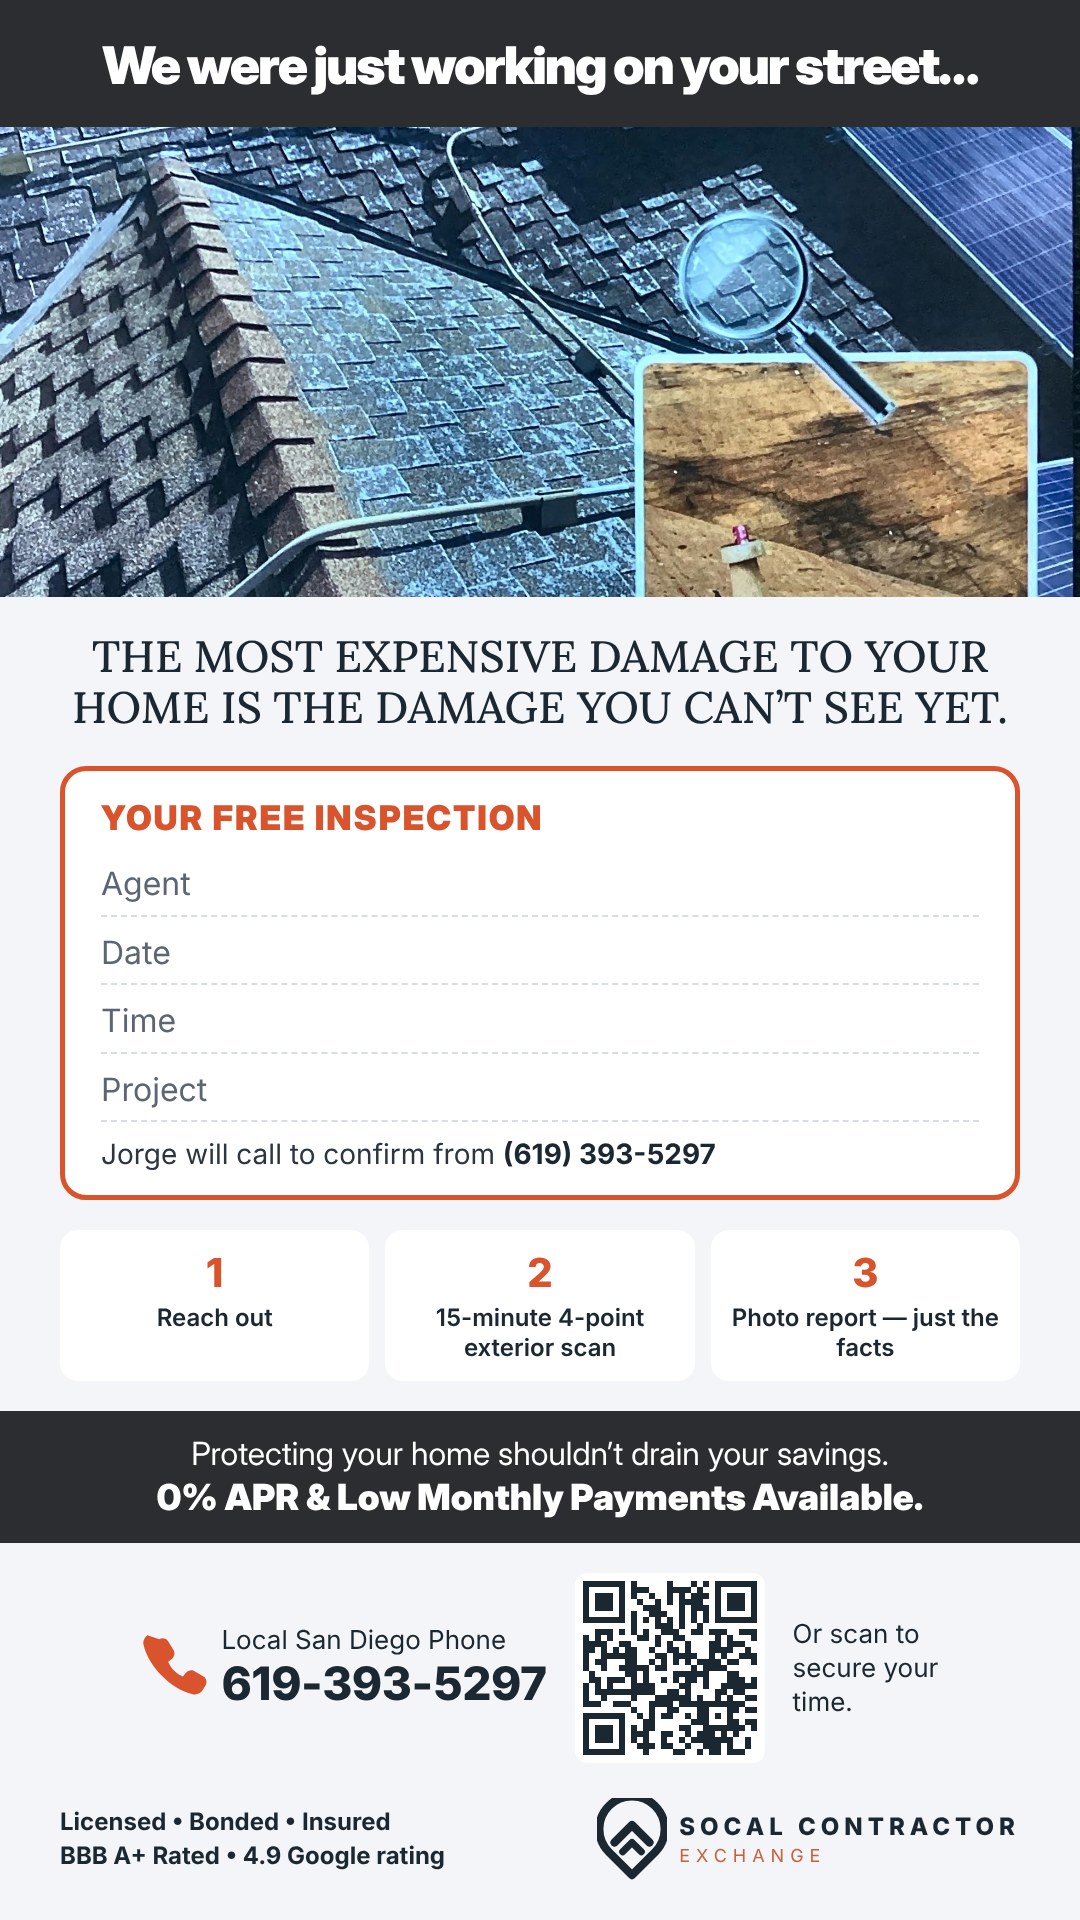 We were just working on your street...
THE MOST EXPENSIVE DAMAGE TO YOUR
HOME IS THE DAMAGE YOU CAN’T SEE YET.
YOUR FREE INSPECTION
Agent
Date
Time
Project
Jorge will call to confirm from (619) 393-5297
1
Reach out
2
15-minute 4-point
exterior scan
3
Photo report — just the
facts
Protecting your home shouldn’t drain your savings.
0% APR & Low Monthly Payments Available.
Local San Diego Phone
619-393-5297
Or scan to
secure your
time.
Licensed • Bonded • Insured
BBB A+ Rated • 4.9 Google rating
SOCAL CONTRACTOR
EXCHANGE